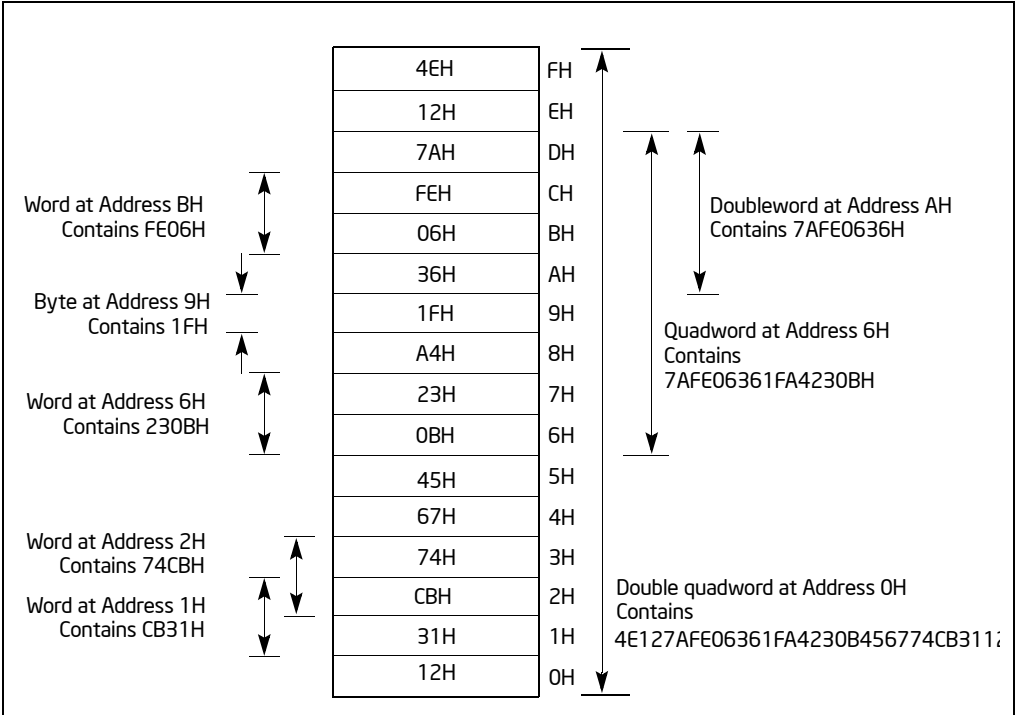 4EH FH
12H EH
7AH DH
FEH CH
06H BH
36H AH
1FH 9H
A4H 8H
23H 7H
0BH 6H
45H 5H
67H 4H
74H 3H
CBH 2H
31H 1H
12H 0H
Word at Address BH
Contains FE06H
Byte at Address 9H
Contains 1FH
Word at Address 6H
Contains 230BH
Word at Address 2H
Contains 74CBH
Word at Address 1H
Contains CB31H
Doubleword at Address AH
Contains 7AFE0636H
Quadword at Address 6H
Contains
7AFE06361FA4230BH
Double quadword at Address 0H
Contains
4E127AFE06361FA4230B456774CB3112